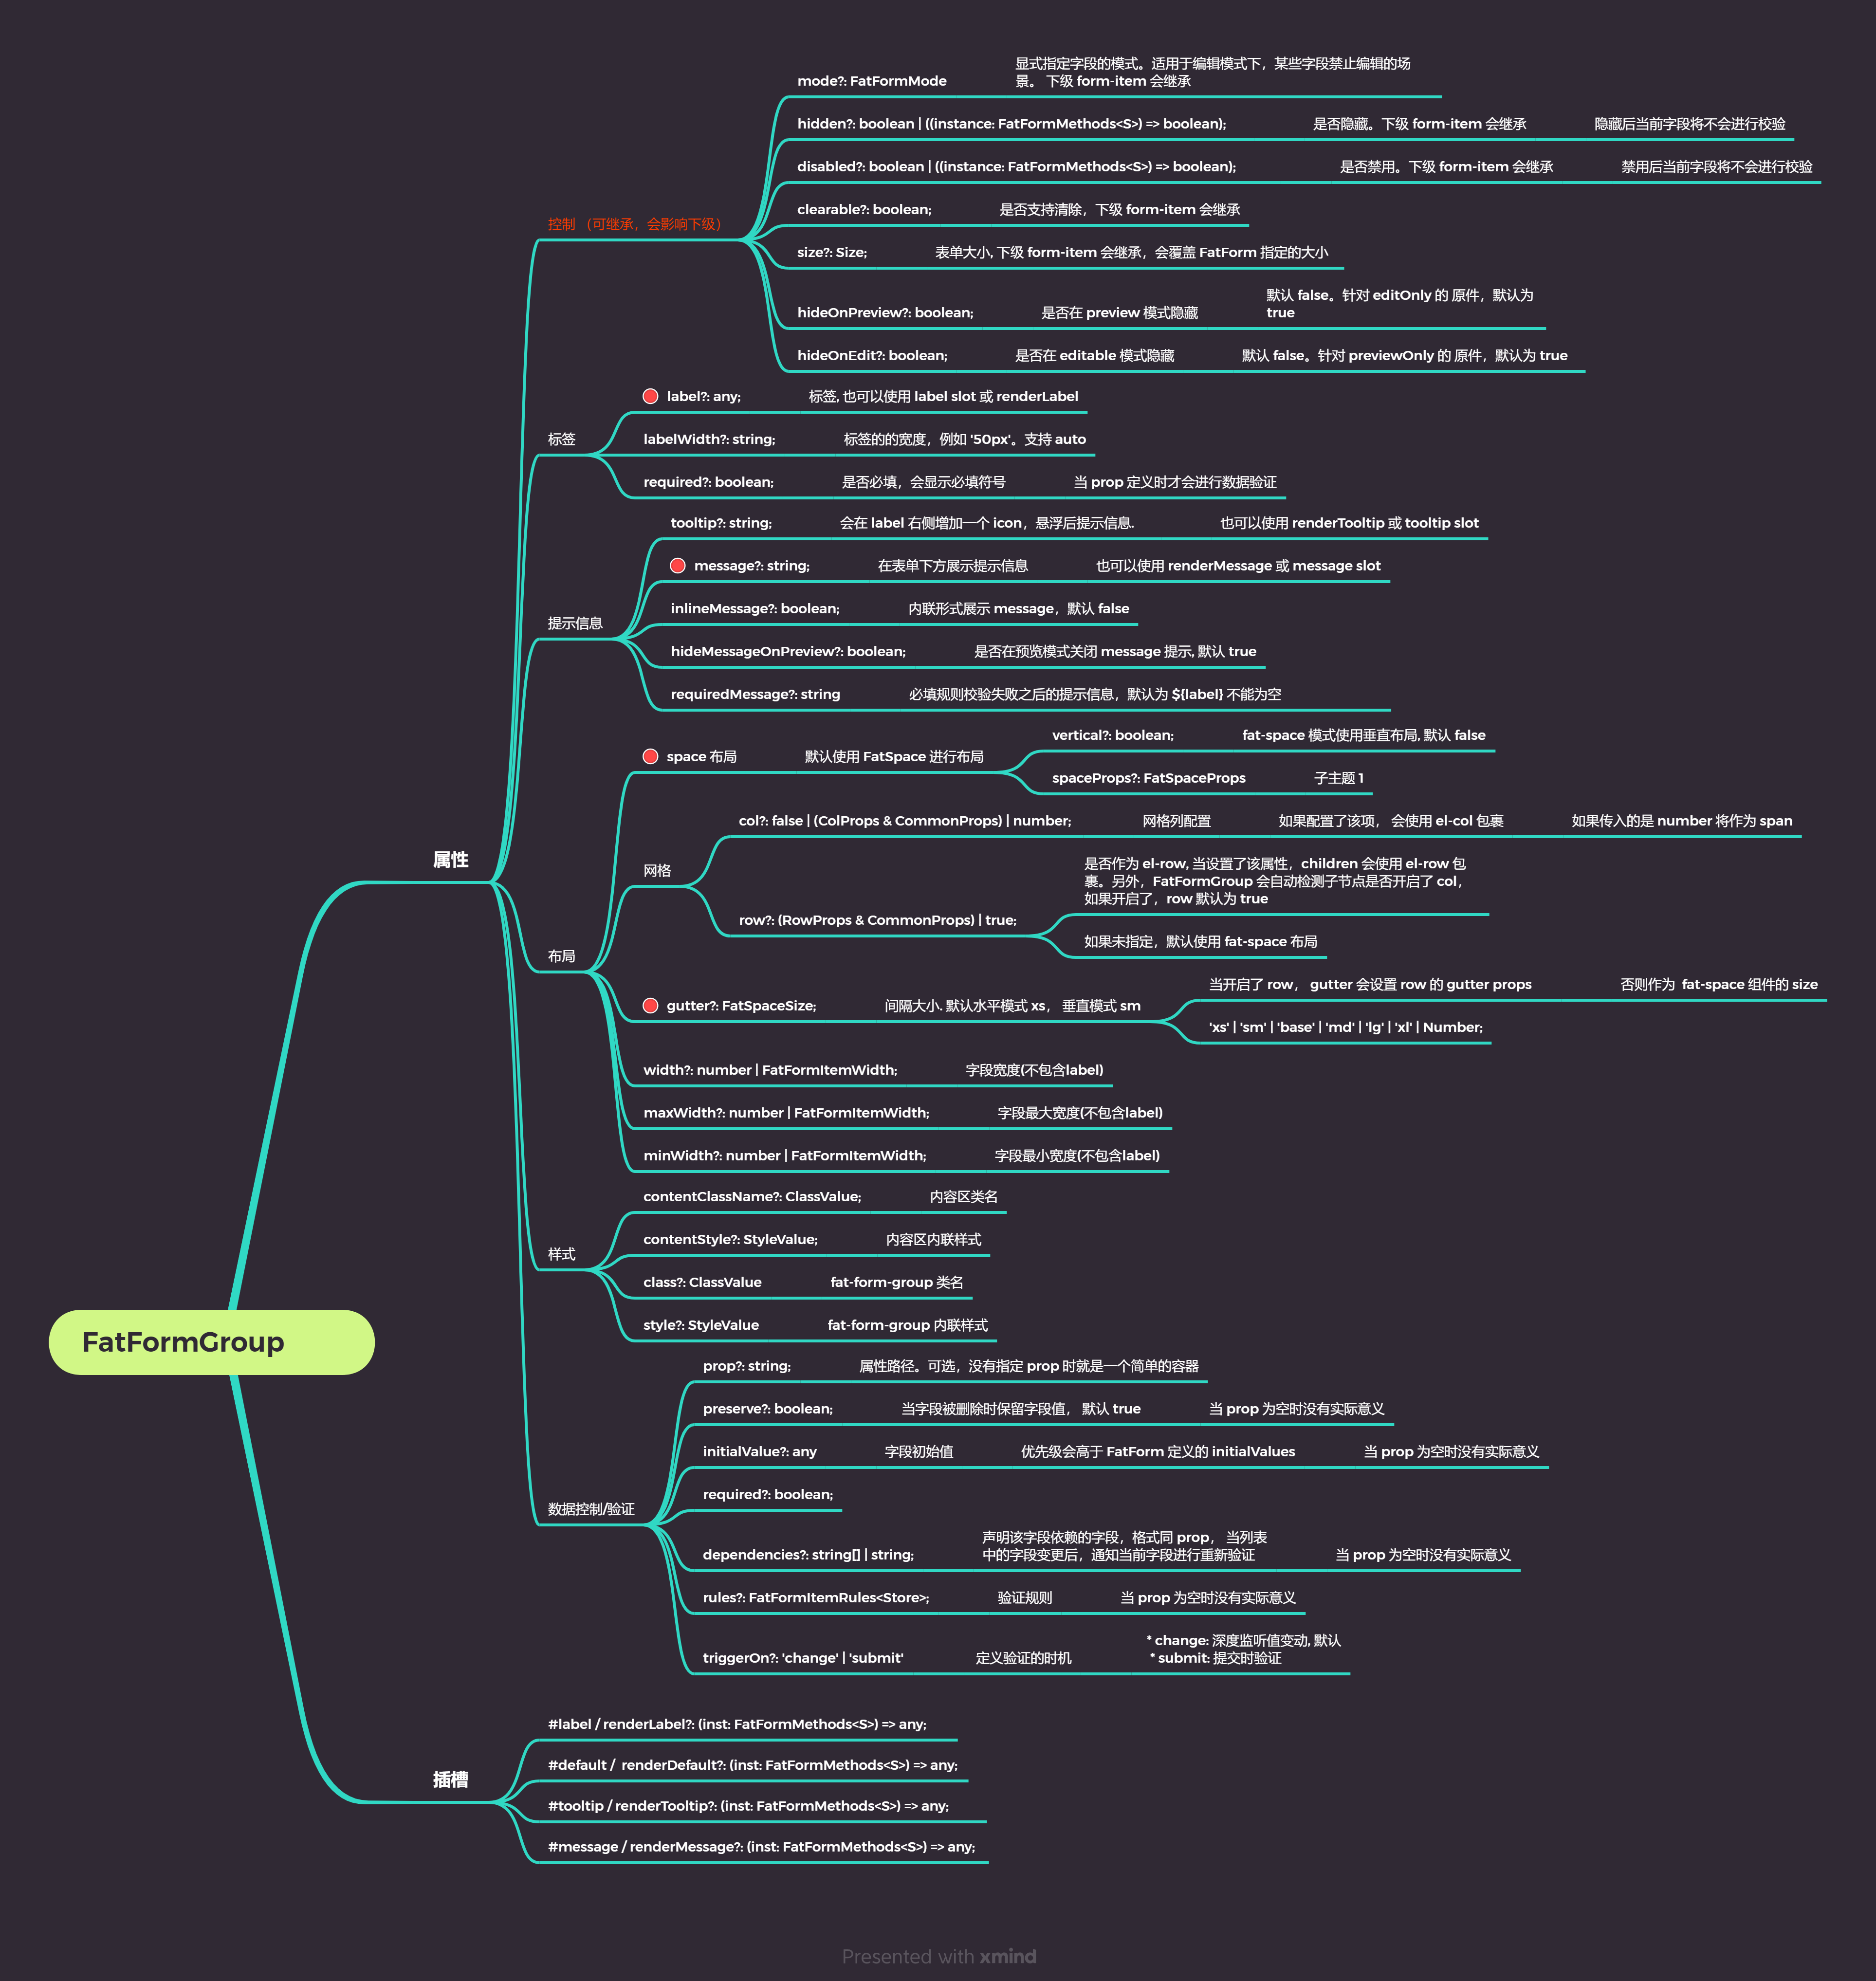 FatFormGroup
属性
控制 （可继承，会影响下级）
mode?: FatFormMode
显式指定字段的模式。适用于编辑模式下，某些字段禁止编辑的场
景。 下级 form-item 会继承
hidden?: boolean | ((instance: FatFormMethods<S>) => boolean);
是否隐藏。下级 form-item 会继承
隐藏后当前字段将不会进行校验
disabled?: boolean | ((instance: FatFormMethods<S>) => boolean);
是否禁用。下级 form-item 会继承
禁用后当前字段将不会进行校验
clearable?: boolean;
是否支持清除，下级 form-item 会继承
size?: Size;
表单大小, 下级 form-item 会继承，会覆盖 FatForm 指定的大小
hideOnPreview?: boolean;
是否在 preview 模式隐藏
默认 false。针对 editOnly 的 原件，默认为
true
hideOnEdit?: boolean;
是否在 editable 模式隐藏
默认 false。针对 previewOnly 的 原件，默认为 true
标签
label?: any;
标签, 也可以使用 label slot 或 renderLabel
labelWidth?: string;
标签的的宽度，例如 '50px'。支持 auto
required?: boolean;
是否必填，会显示必填符号
当 prop 定义时才会进行数据验证
提示信息
tooltip?: string;
会在 label 右侧增加一个 icon，悬浮后提示信息.
也可以使用 renderTooltip 或 tooltip slot
message?: string;
在表单下方展示提示信息
也可以使用 renderMessage 或 message slot
inlineMessage?: boolean;
内联形式展示 message，默认 false
hideMessageOnPreview?: boolean;
是否在预览模式关闭 message 提示, 默认 true
requiredMessage?: string
必填规则校验失败之后的提示信息，默认为 ${label} 不能为空
布局
space 布局
默认使用 FatSpace 进行布局
vertical?: boolean;
fat-space 模式使用垂直布局, 默认 false
spaceProps?: FatSpaceProps
子主题 1
网格
col?: false | (ColProps & CommonProps) | number;
网格列配置
如果配置了该项， 会使用 el-col 包裹
如果传入的是 number 将作为 span
row?: (RowProps & CommonProps) | true;
是否作为 el-row, 当设置了该属性，children 会使用 el-row 包
裹。另外，FatFormGroup 会自动检测子节点是否开启了 col，
如果开启了，row 默认为 true
如果未指定，默认使用 fat-space 布局
gutter?: FatSpaceSize;
间隔大小. 默认水平模式 xs， 垂直模式 sm
当开启了 row， gutter 会设置 row 的 gutter props
否则作为 fat-space 组件的 size
'xs' | 'sm' | 'base' | 'md' | 'lg' | 'xl' | Number;
width?: number | FatFormItemWidth;
字段宽度(不包含label)
maxWidth?: number | FatFormItemWidth;
字段最大宽度(不包含label)
minWidth?: number | FatFormItemWidth;
字段最小宽度(不包含label)
样式
contentClassName?: ClassValue;
内容区类名
contentStyle?: StyleValue;
内容区内联样式
class?: ClassValue
fat-form-group 类名
style?: StyleValue
fat-form-group 内联样式
数据控制/验证
prop?: string;
属性路径。可选，没有指定 prop 时就是一个简单的容器
preserve?: boolean;
当字段被删除时保留字段值， 默认 true
当 prop 为空时没有实际意义
initialValue?: any
字段初始值
优先级会高于 FatForm 定义的 initialValues
当 prop 为空时没有实际意义
required?: boolean;
dependencies?: string[] | string;
声明该字段依赖的字段，格式同 prop， 当列表
中的字段变更后，通知当前字段进行重新验证
当 prop 为空时没有实际意义
rules?: FatFormItemRules<Store>;
验证规则
当 prop 为空时没有实际意义
triggerOn?: 'change' | 'submit'
定义验证的时机
* change: 深度监听值变动, 默认
* submit: 提交时验证
插槽
#label / renderLabel?: (inst: FatFormMethods<S>) => any;
#default / renderDefault?: (inst: FatFormMethods<S>) => any;
#tooltip / renderTooltip?: (inst: FatFormMethods<S>) => any;
#message / renderMessage?: (inst: FatFormMethods<S>) => any;
Presented with xmind